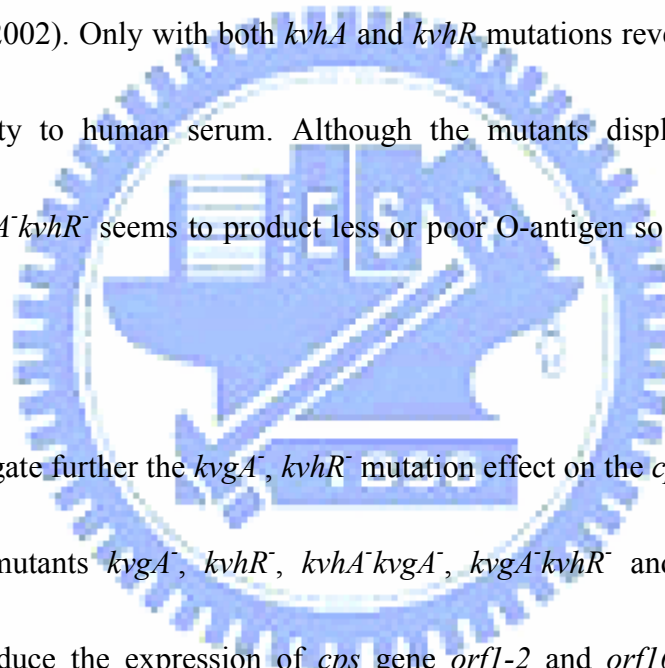 2002). Only with both kvhA and kvhR mutations reve
ty to human serum. Although the mutants displ
A⁻kvhR⁻ seems to product less or poor O-antigen so
gate further the kvgA⁻, kvhR⁻ mutation effect on the cp
mutants kvgA⁻, kvhR⁻, kvhA⁻kvgA⁻, kvgA⁻kvhR⁻ and
duce the expression of cps gene orf1-2 and orf16